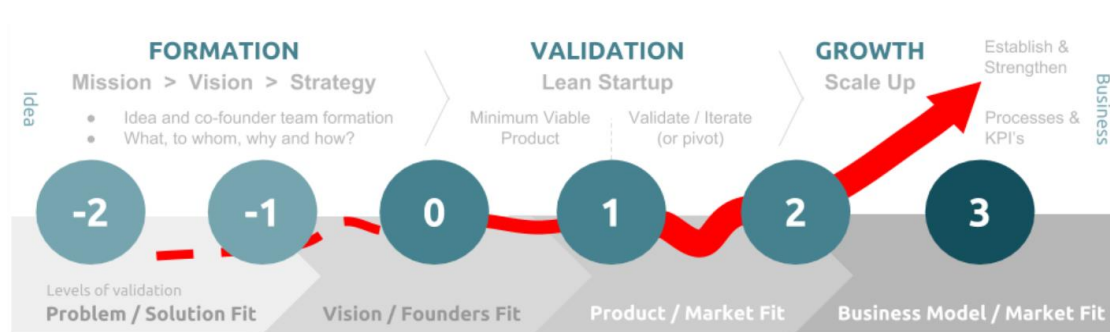 Idea
FORMATION
Mission > Vision > Strategy
● Idea and co-founder team formation
● What, to whom, why and how?
VALIDATION
Lean Startup
Minimum Viable
Product
Validate / Iterate
(or pivot)
GROWTH
Scale Up
Establish &
Strengthen
Processes &
KPI's
Business
-2
-1
0
1
2
3
Levels of validation
Problem / Solution Fit
Vision / Founders Fit
Product / Market Fit
Business Model / Market Fit